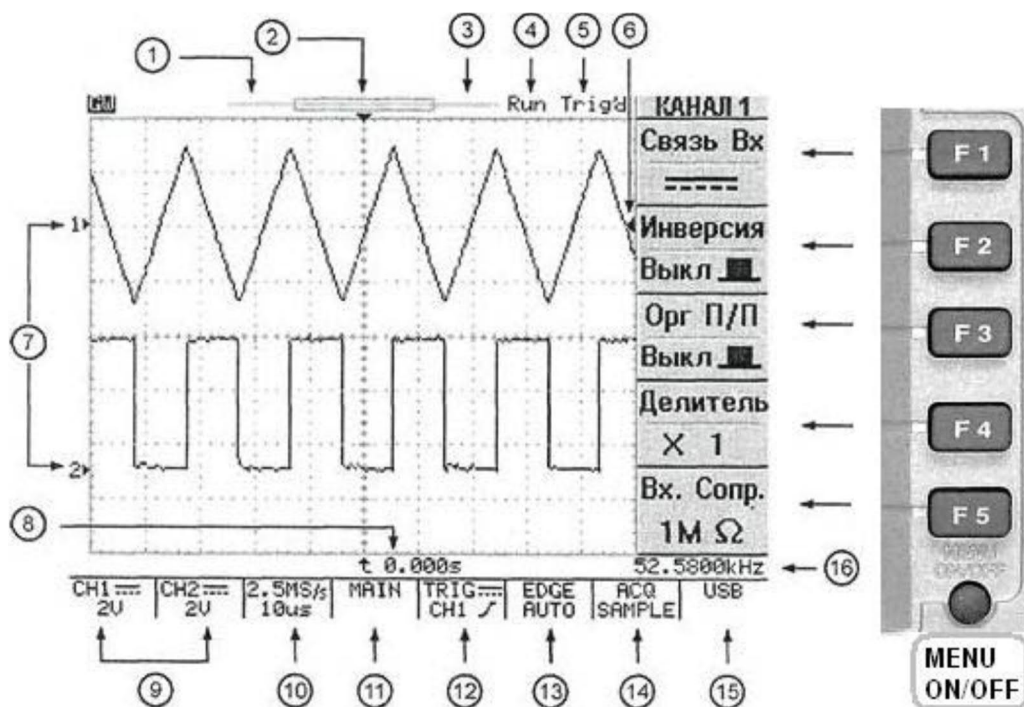 1 2 3 4 5 6
Run Trig'd КАНАЛ 1
Связь Вх
F 1
1
Инверсия
Выкл
F 2
7
Орг П/П
Выкл
F 3
Делитель
X 1
F 4
2
Вх. Сопр.
1M Ω
F 5
8
t 0.000s 52.5800kHz 16
CH1 CH2 2.5MS/s MAIN TRIG EDGE ACQ USB
2V 2V 10us CH1 AUTO SAMPLE
9 10 11 12 13 14 15
MENU
ON/OFF